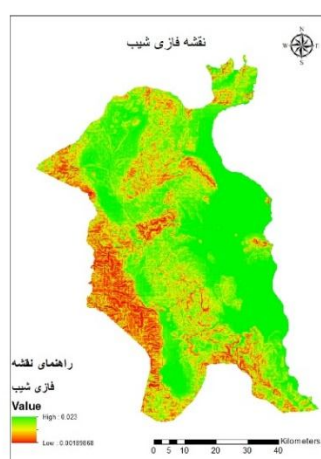 نقشه فازی شیب
N
W E
S
راهنمای نقشه
فازی شیب
Value
High : 6.023
Low : 0.00189868
Kilometers
0 5 10 20 30 40